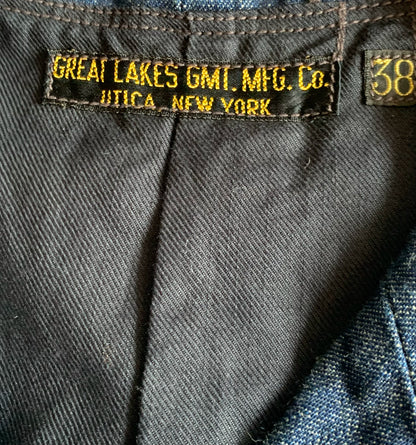 GREAT LAKES GMT. MFG. Co.
UTICA, NEW YORK
38